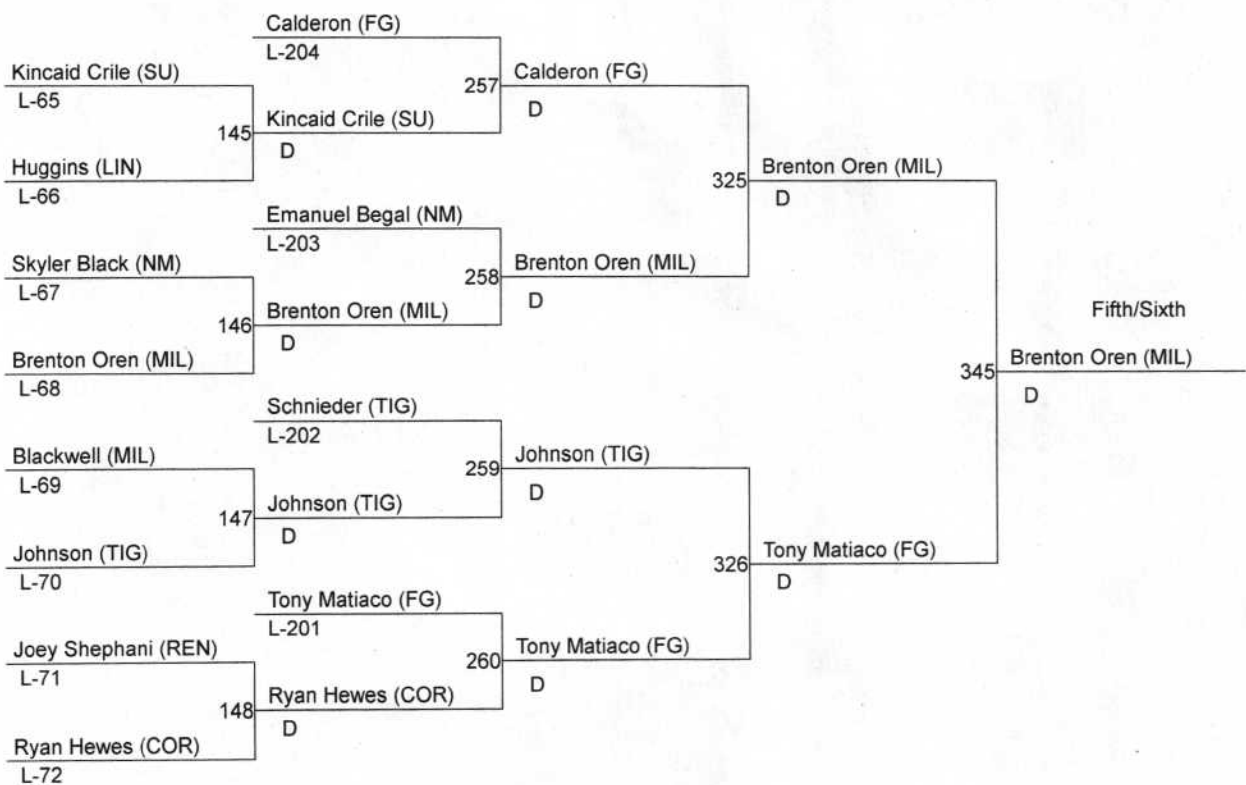 Calderon (FG)
L-204
Kincaid Crile (SU)
L-65
257
Calderon (FG)
D
145
Kincaid Crile (SU)
D
Huggins (LIN)
L-66
325
Brenton Oren (MIL)
D
Emanuel Begal (NM)
L-203
Skyler Black (NM)
L-67
258
Brenton Oren (MIL)
D
146
Brenton Oren (MIL)
D
Fifth/Sixth
Brenton Oren (MIL)
L-68
345
Brenton Oren (MIL)
D
Schnieder (TIG)
L-202
Blackwell (MIL)
L-69
259
Johnson (TIG)
D
147
Johnson (TIG)
D
Johnson (TIG)
L-70
326
Tony Matiaco (FG)
D
Tony Matiaco (FG)
L-201
Joey Shephani (REN)
L-71
260
Tony Matiaco (FG)
D
148
Ryan Hewes (COR)
D
Ryan Hewes (COR)
L-72